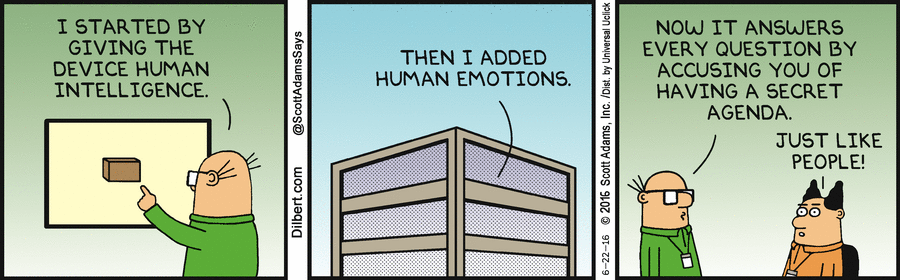 I STARTED BY
GIVING THE
DEVICE HUMAN
INTELLIGENCE.
Dilbert.com @ScottAdamsSays
THEN I ADDED
HUMAN EMOTIONS.
6-22-16 © 2016 Scott Adams, Inc. /Dist. by Universal Uclick
NOW IT ANSWERS
EVERY QUESTION BY
ACCUSING YOU OF
HAVING A SECRET
AGENDA.
JUST LIKE
PEOPLE!